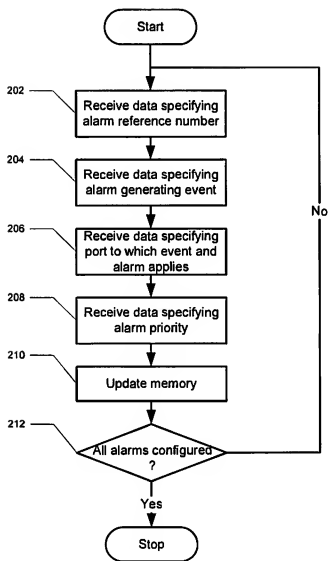 Start
202
Receive data specifying
alarm reference number
204
Receive data specifying
alarm generating event
No
206
Receive data specifying
port to which event and
alarm applies
208
Receive data specifying
alarm priority
210
Update memory
212
All alarms configured
?
Yes
Stop